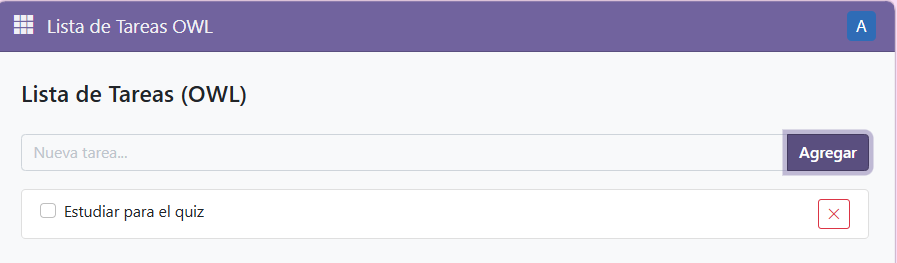 Lista de Tareas OWL
A
Lista de Tareas (OWL)
Nueva tarea...
Agregar
Estudiar para el quiz